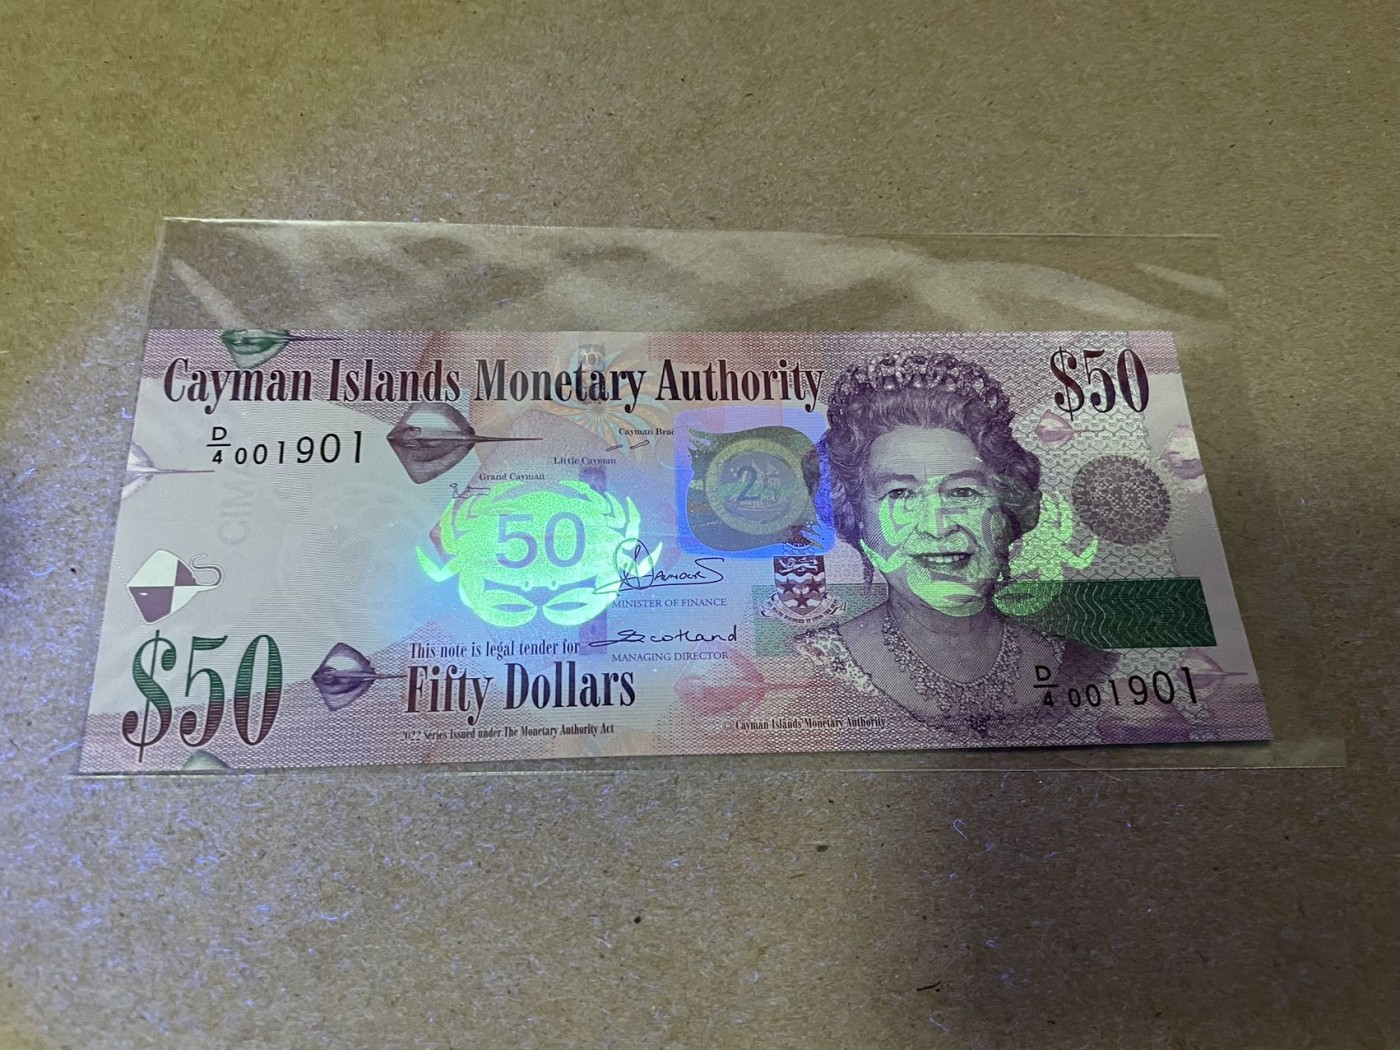 Cayman Islands Monetary Authority
$50
D/4 001901
Cayman Brac
Little Cayman
Grand Cayman
50
2
CIMA
MINISTER OF FINANCE
Scotland
MANAGING DIRECTOR
This note is legal tender for
Fifty Dollars
$50
D/4 001901
2022 Series Issued under The Monetary Authority Act
© Cayman Islands Monetary Authority